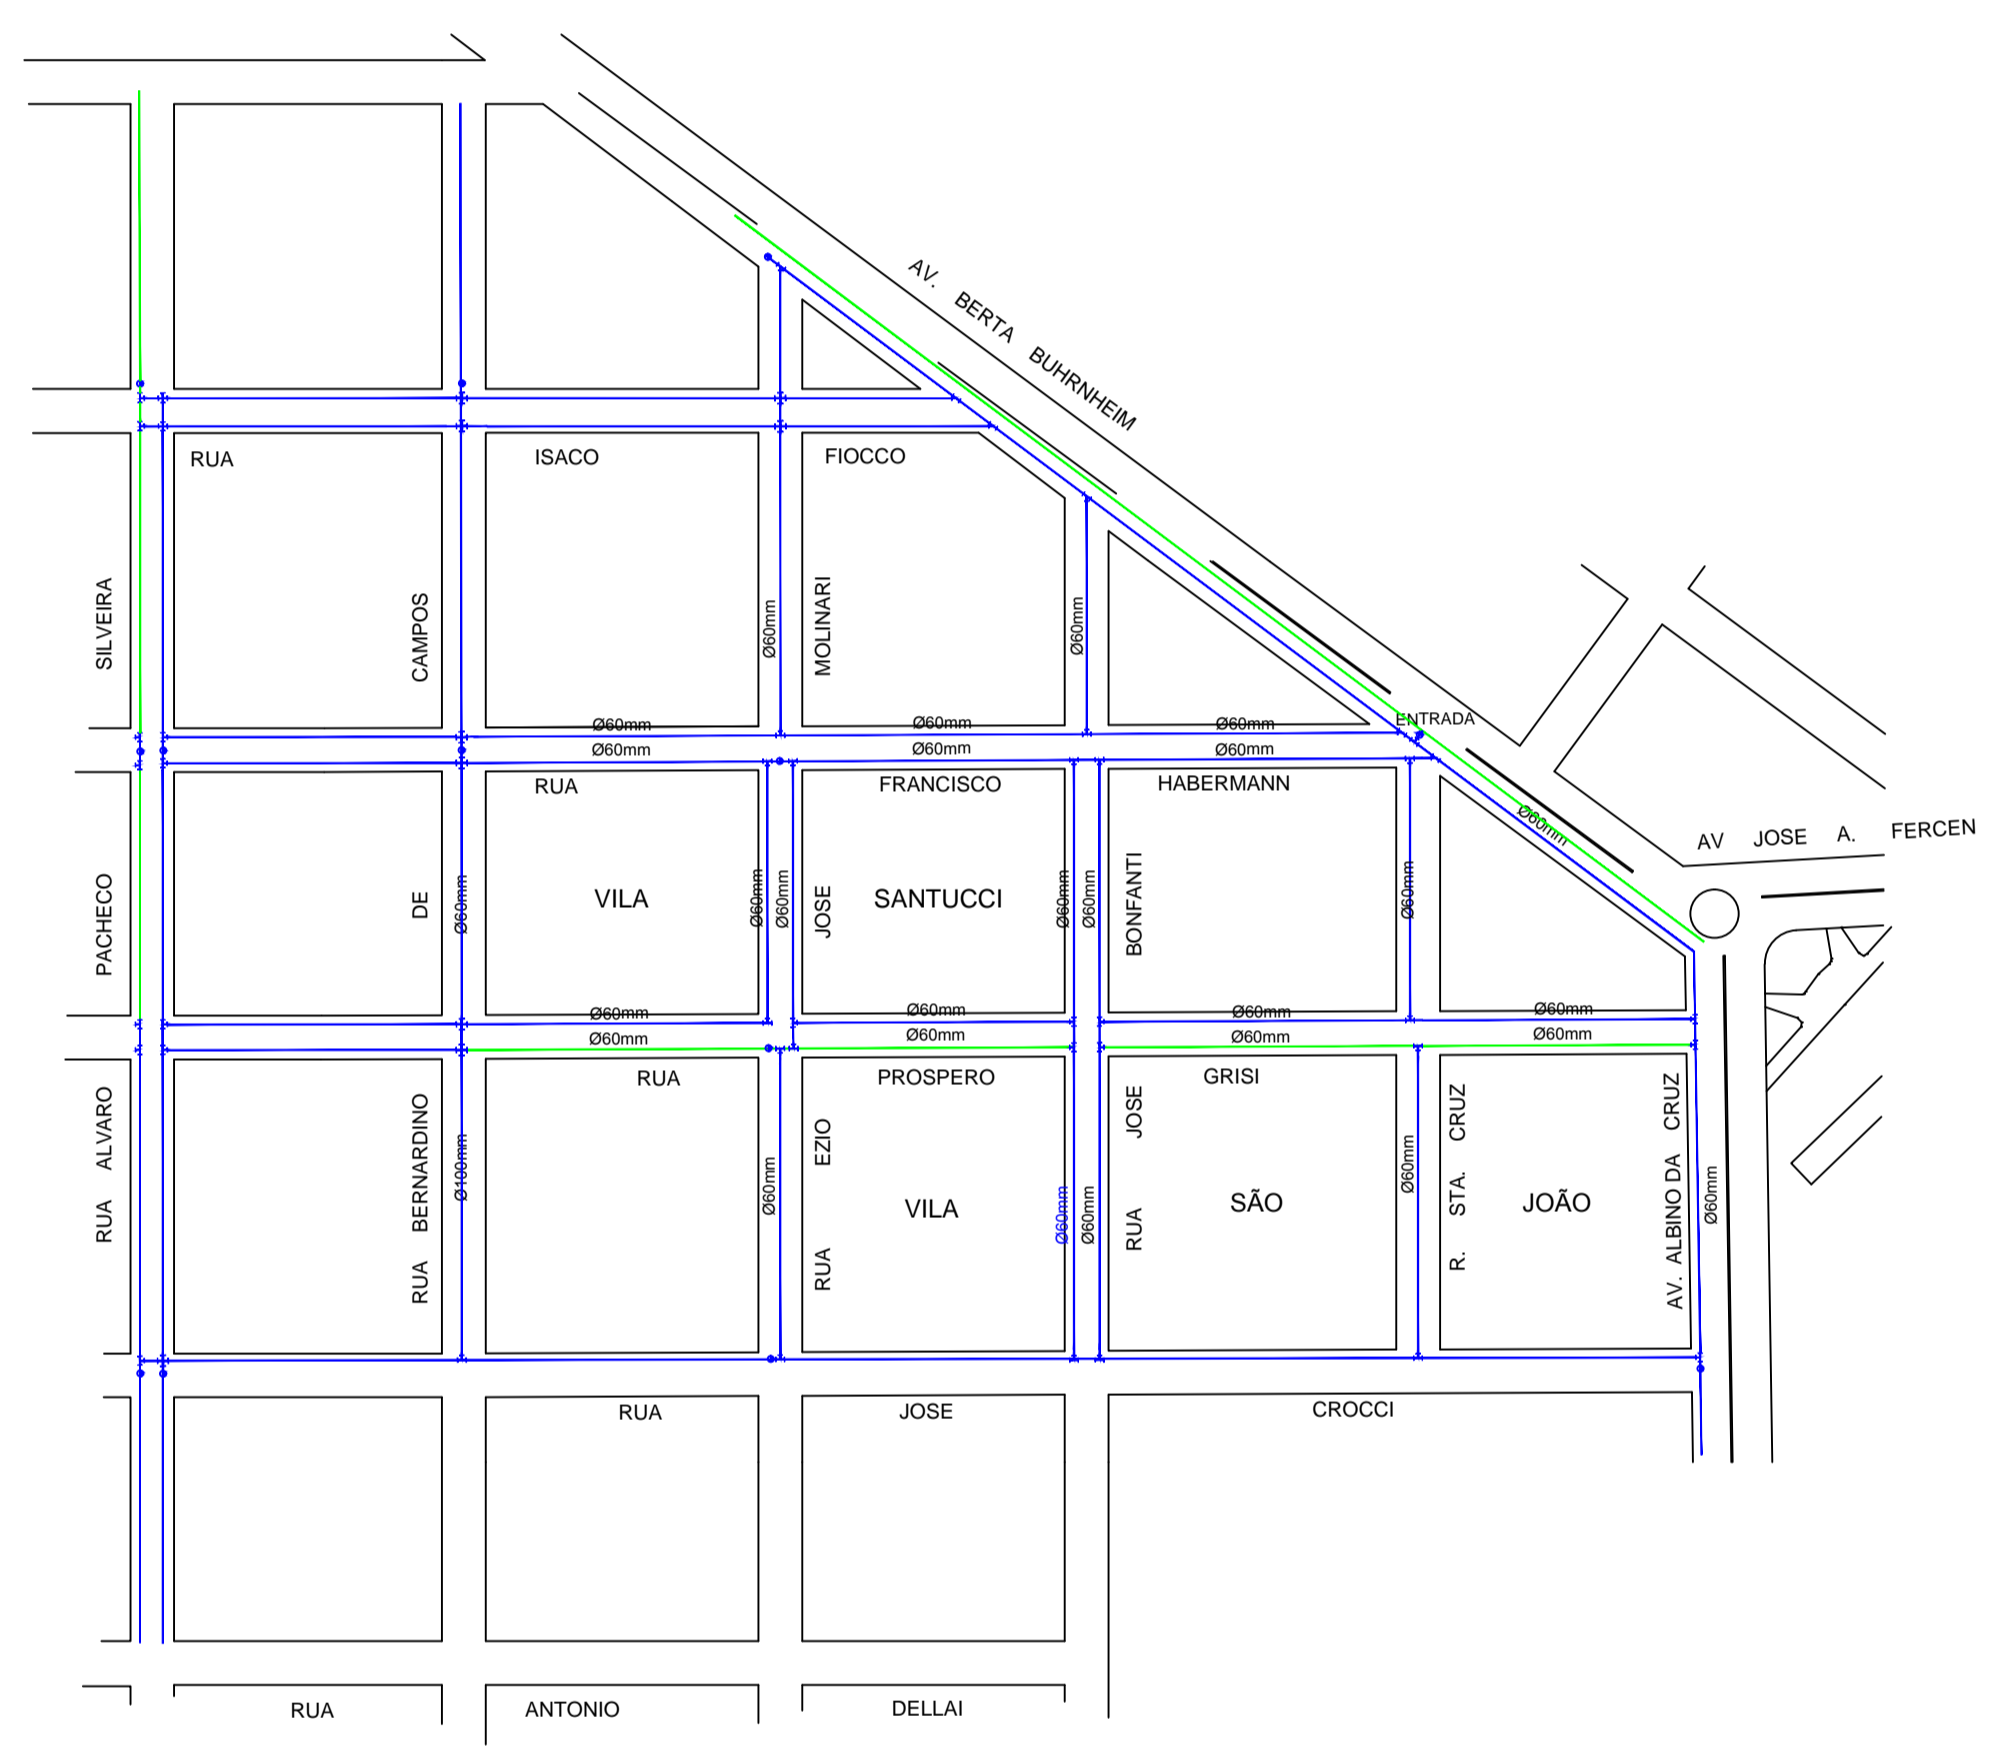 AV. BERTA BUHRNHEIM
RUA ISACO FIOCCO
SILVEIRA
CAMPOS
Ø60mm
MOLINARI
Ø60mm
Ø60mm
Ø60mm
Ø60mm
ENTRADA
Ø60mm
Ø60mm
Ø60mm
RUA FRANCISCO HABERMANN
Ø60mm
AV JOSE A. FERCEN
PACHECO
DE
Ø60mm
VILA SANTUCCI
Ø60mm
Ø60mm
JOSE
Ø60mm
Ø60mm
BONFANTI
Ø60mm
Ø60mm
Ø60mm
Ø60mm
Ø60mm
Ø60mm
Ø60mm
Ø60mm
Ø60mm
RUA PROSPERO GRISI
RUA ALVARO
RUA BERNARDINO
Ø100mm
Ø60mm
RUA EZIO
VILA SÃO JOÃO
Ø60mm
Ø60mm
RUA JOSE
Ø60mm
R. STA. CRUZ
AV. ALBINO DA CRUZ
Ø60mm
RUA JOSE CROCCI
RUA ANTONIO DELLAI